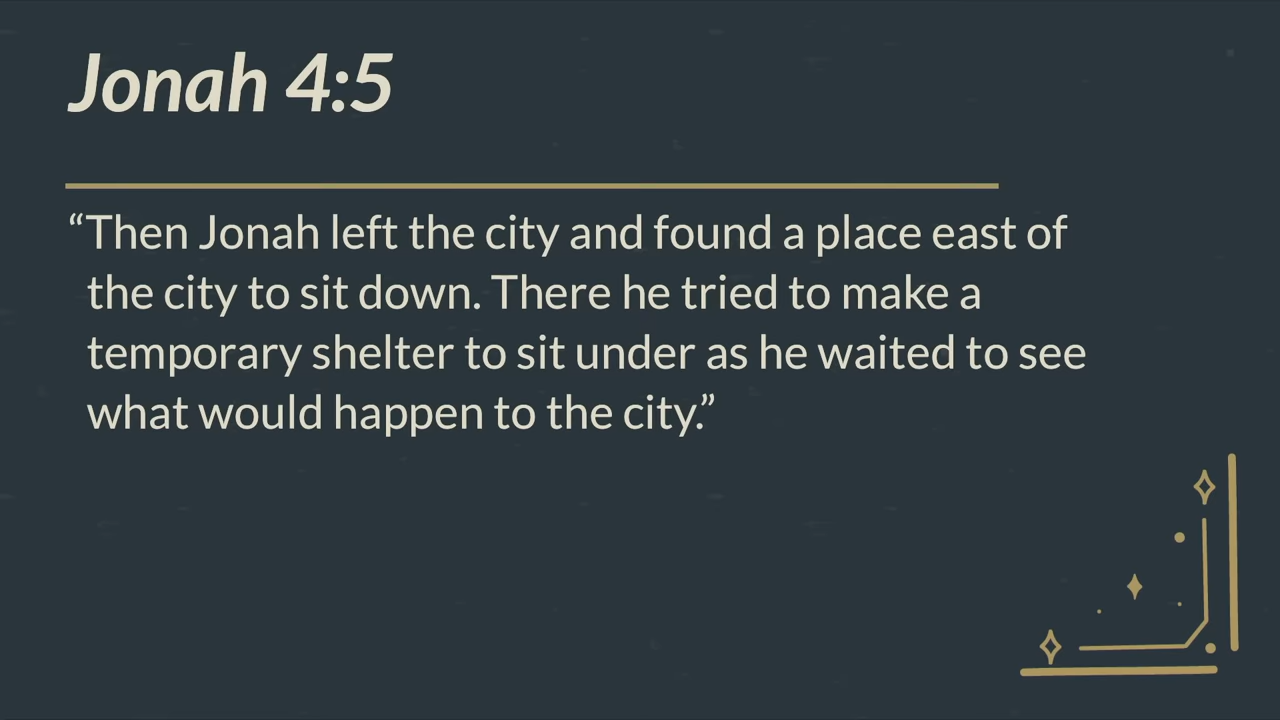 Jonah 4:5
“Then Jonah left the city and found a place east of
the city to sit down. There he tried to make a
temporary shelter to sit under as he waited to see
what would happen to the city.”